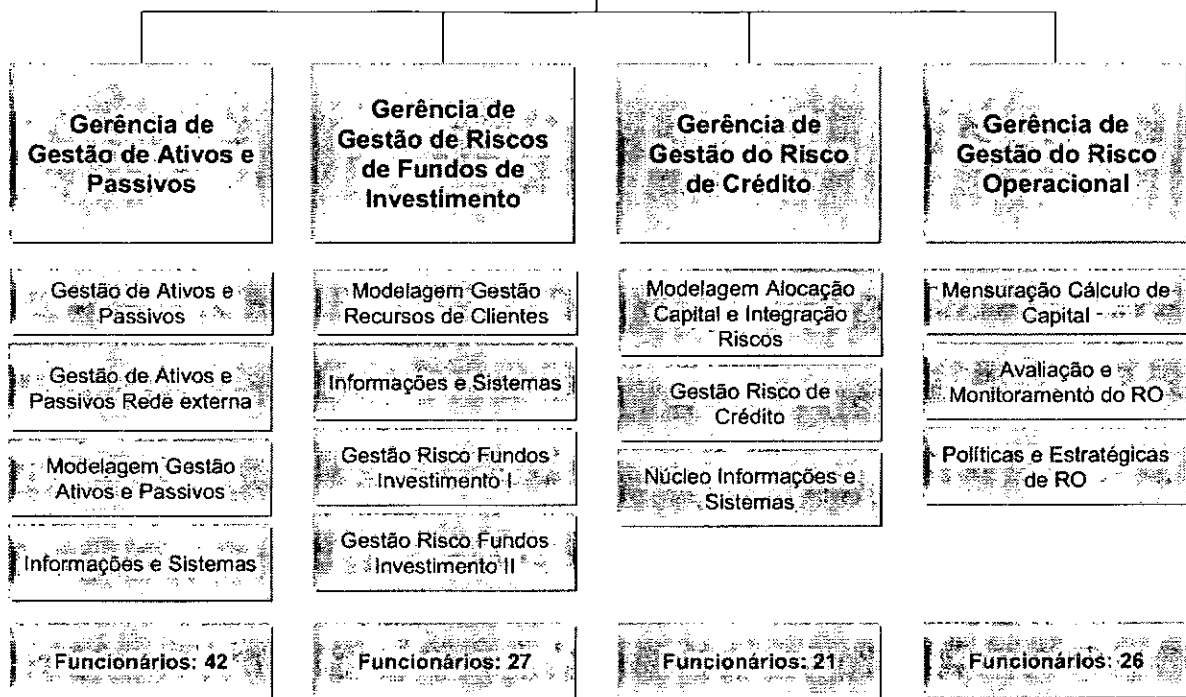 Gerência de
Gestão de Ativos e
Passivos
Gestão de Ativos e
Passivos
Gestão de Ativos e
Passivos Rede externa
Modelagem Gestão
Ativos e Passivos
Informações e Sistemas
Funcionários: 42
Gerência de
Gestão de Riscos
de Fundos de
Investimento
Modelagem Gestão
Recursos de Clientes
Informações e Sistemas
Gestão Risco Fundos
Investimento I
Gestão Risco Fundos
Investimento II
Funcionários: 27
Gerência de
Gestão do Risco
de Crédito
Modelagem Alocação
Capital e Integração
Riscos
Gestão Risco de
Crédito
Núcleo Informações e
Sistemas
Funcionários: 21
Gerência de
Gestão do Risco
Operacional
Mensuração Cálculo de
Capital
Avaliação e
Monitoramento do RO
Políticas e Estratégicas
de RO
Funcionários: 26